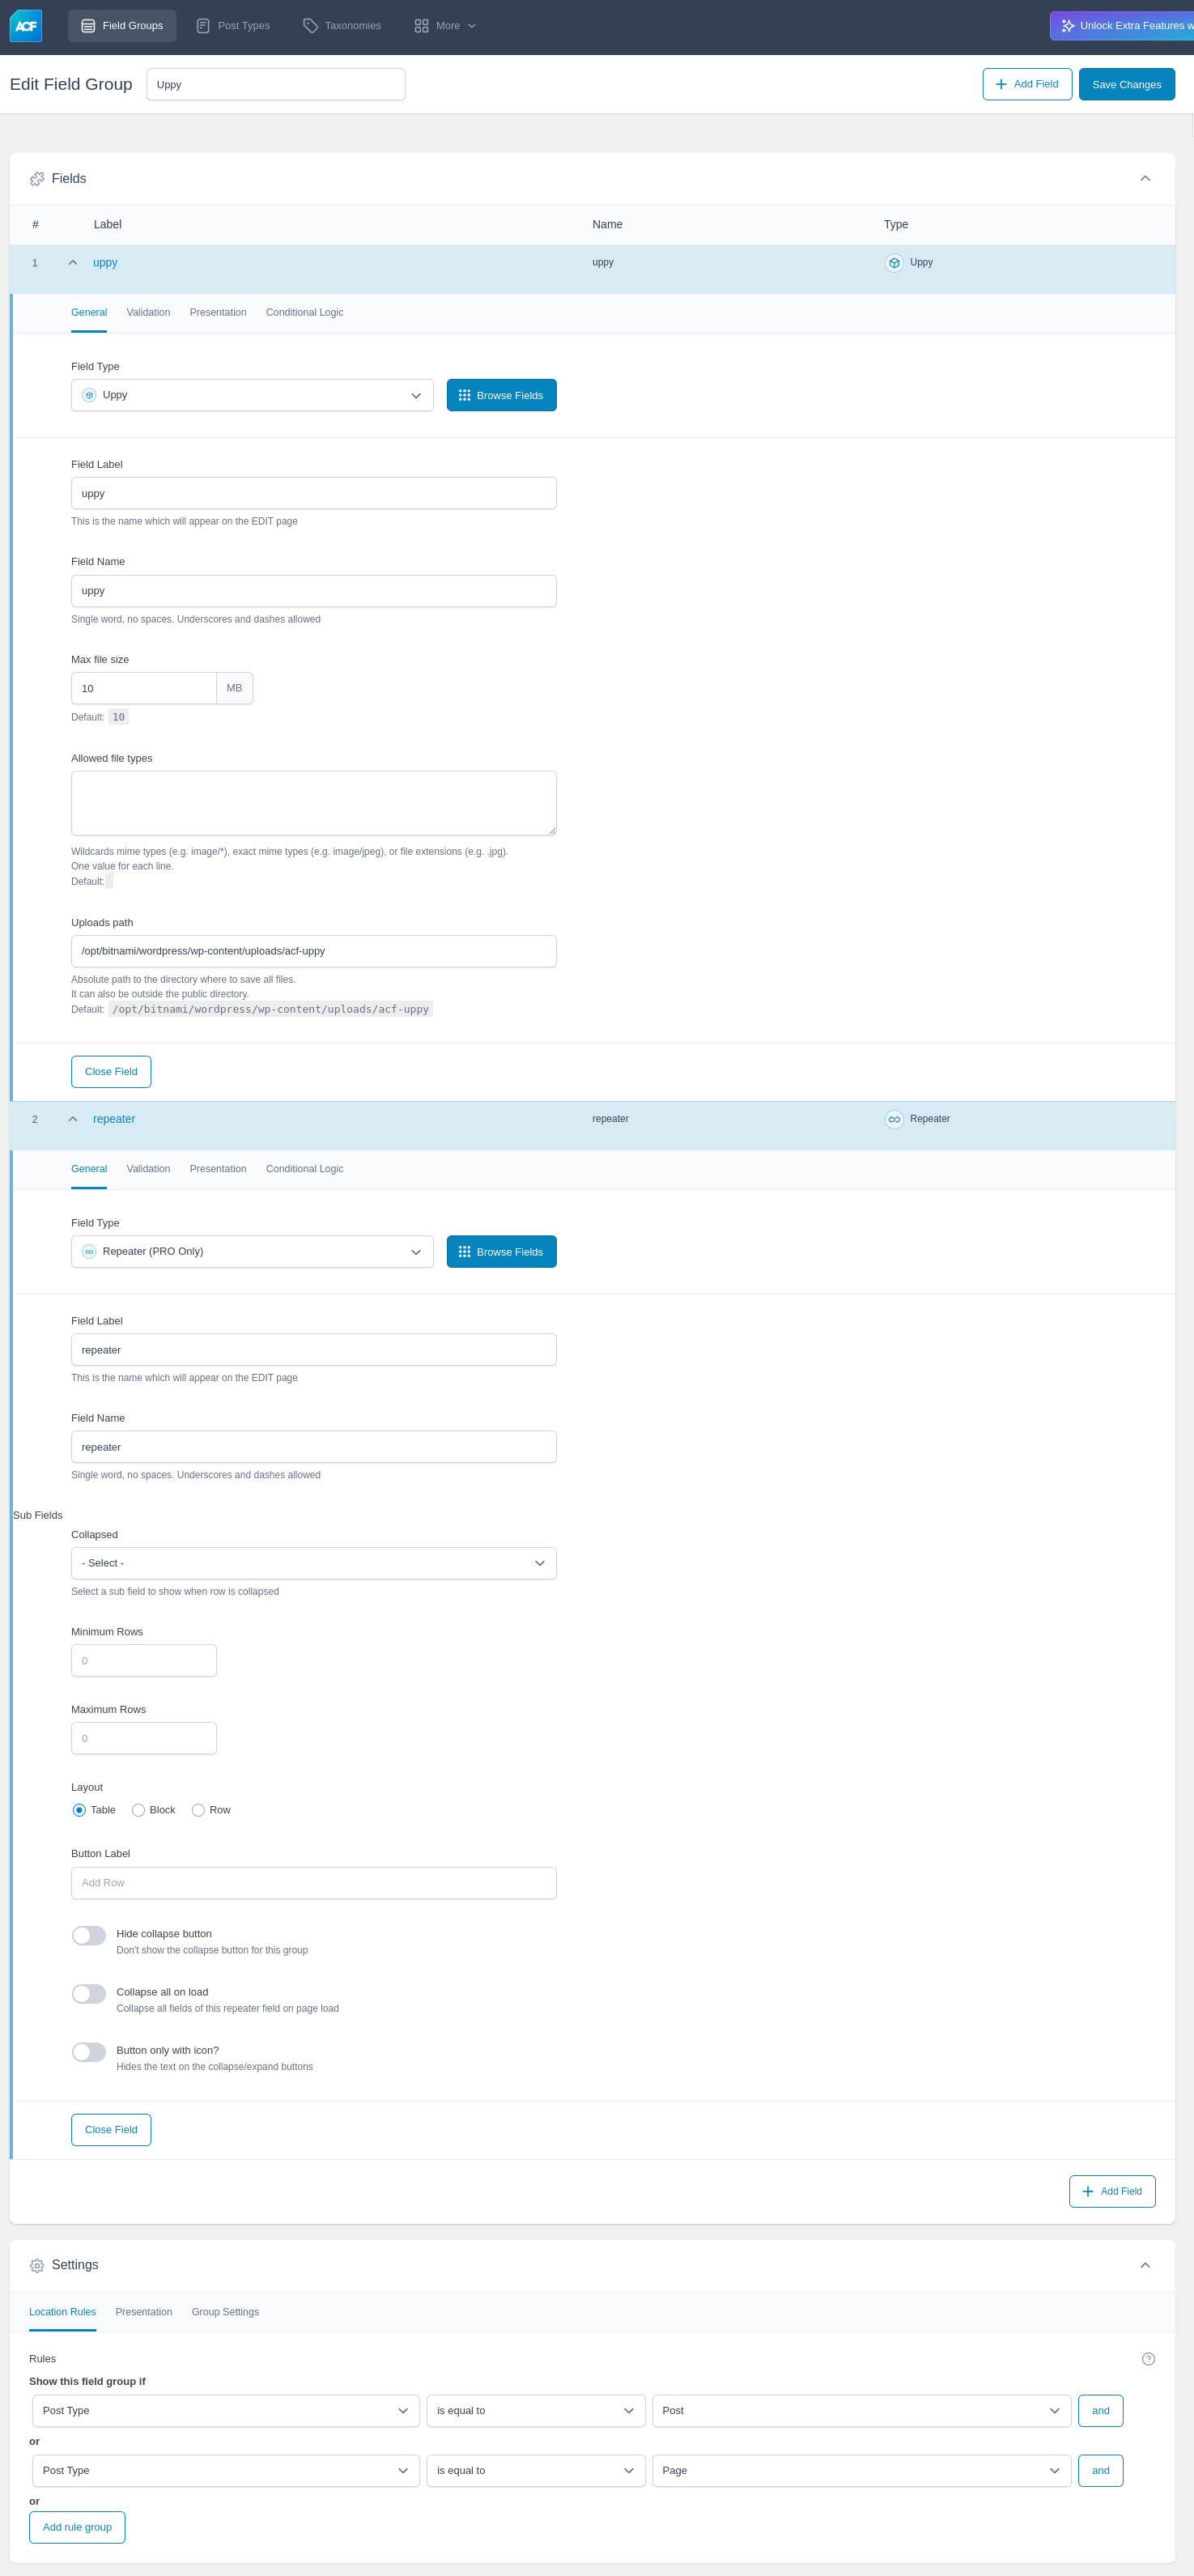 ACF Field Groups Post Types Taxonomies More Unlock Extra Features w
Edit Field Group Uppy Add Field Save Changes
Fields
# Label Name Type
1 uppy uppy Uppy
General Validation Presentation Conditional Logic
Field Type
Uppy Browse Fields
Field Label
uppy
This is the name which will appear on the EDIT page
Field Name
uppy
Single word, no spaces. Underscores and dashes allowed
Max file size
10 MB
Default: 10
Allowed file types
Wildcards mime types (e.g. image/*), exact mime types (e.g. image/jpeg), or file extensions (e.g. .jpg).
One value for each line.
Default:
Uploads path
/opt/bitnami/wordpress/wp-content/uploads/acf-uppy
Absolute path to the directory where to save all files.
It can also be outside the public directory.
Default: /opt/bitnami/wordpress/wp-content/uploads/acf-uppy
Close Field
2 repeater repeater Repeater
General Validation Presentation Conditional Logic
Field Type
Repeater (PRO Only) Browse Fields
Field Label
repeater
This is the name which will appear on the EDIT page
Field Name
repeater
Single word, no spaces. Underscores and dashes allowed
Sub Fields
Collapsed
- Select -
Select a sub field to show when row is collapsed
Minimum Rows
0
Maximum Rows
0
Layout
Table Block Row
Button Label
Add Row
Hide collapse button
Don't show the collapse button for this group
Collapse all on load
Collapse all fields of this repeater field on page load
Button only with icon?
Hides the text on the collapse/expand buttons
Close Field
Add Field
Settings
Location Rules Presentation Group Settings
Rules
Show this field group if
Post Type is equal to Post and
or
Post Type is equal to Page and
or
Add rule group